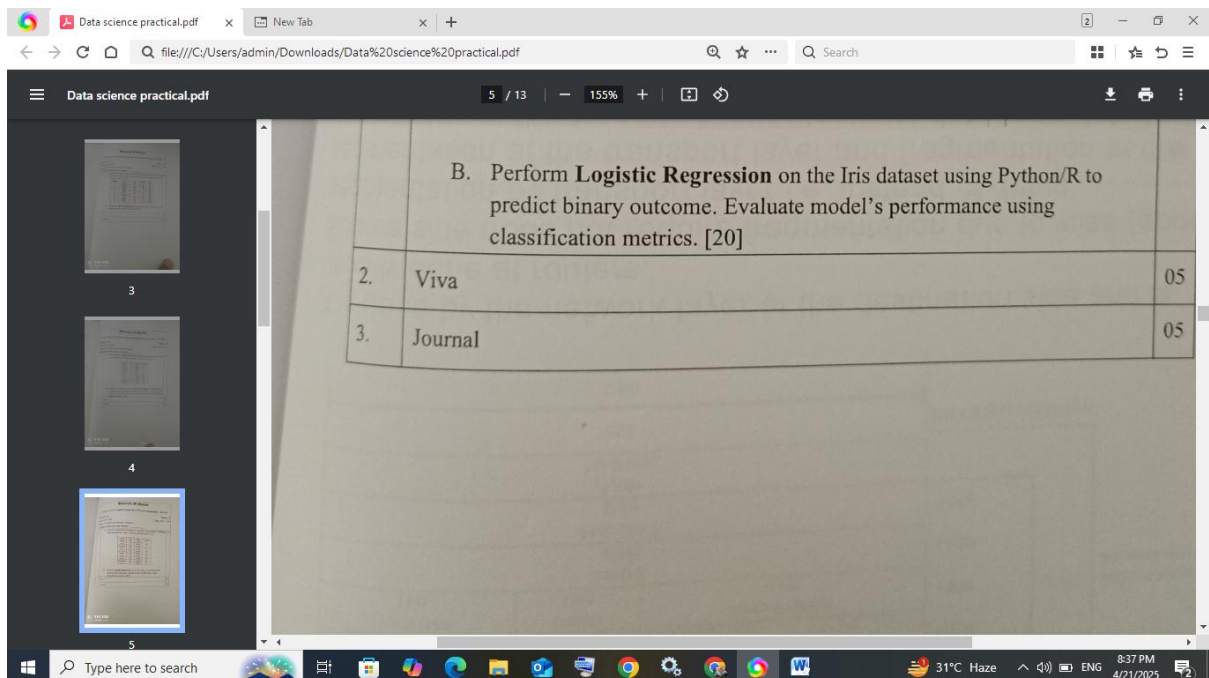 Data science practical.pdf
New Tab
2
file:///C:/Users/admin/Downloads/Data%20science%20practical.pdf
Search
Data science practical.pdf
5 / 13
155%
B. Perform Logistic Regression on the Iris dataset using Python/R to
predict binary outcome. Evaluate model's performance using
classification metrics. [20]
2. Viva 05
3. Journal 05
3
4
5
Type here to search
31°C Haze
ENG
8:37 PM
4/21/2025
2